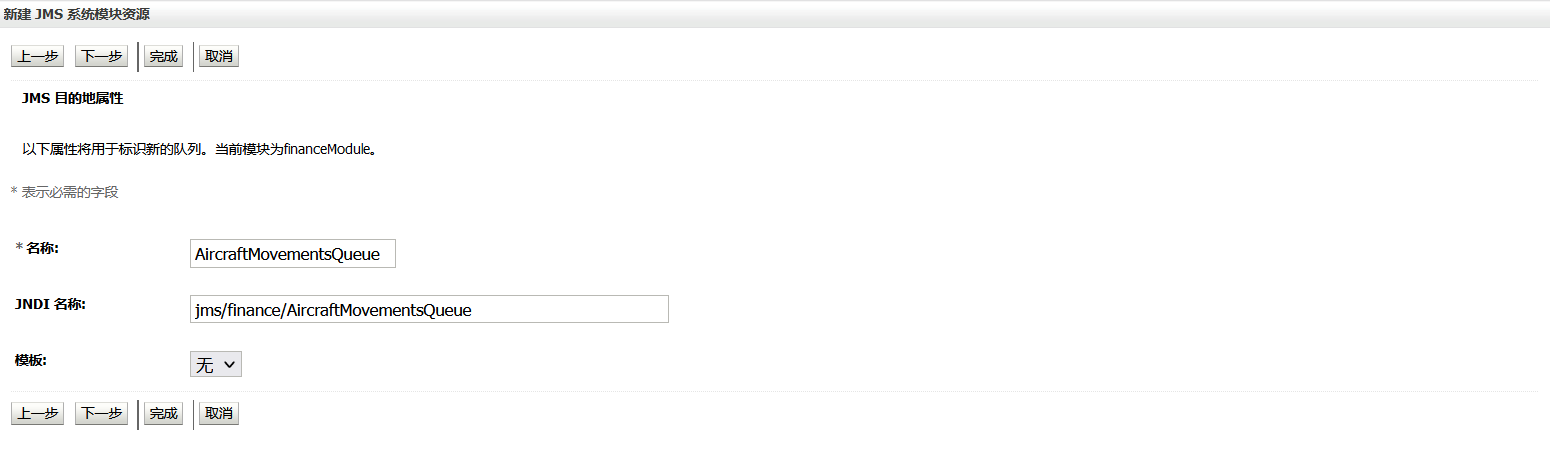 新建 JMS 系统模块资源
上一步 下一步 完成 取消
JMS 目的地属性
以下属性将用于标识新的队列。当前模块为financeModule。
* 表示必需的字段
* 名称: AircraftMovementsQueue
JNDI 名称: jms/finance/AircraftMovementsQueue
模板: 无
上一步 下一步 完成 取消